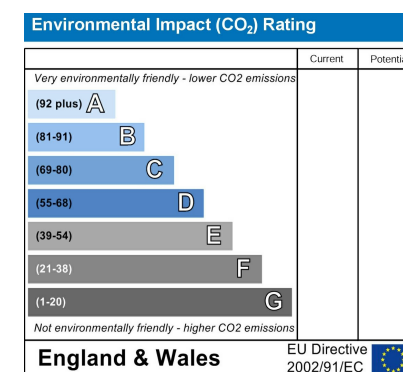 Environmental Impact (CO₂) Rating
Current Potentia
Very environmentally friendly - lower CO2 emissions
(92 plus) A
(81-91) B
(69-80) C
(55-68) D
(39-54) E
(21-38) F
(1-20) G
Not environmentally friendly - higher CO2 emissions
England & Wales
EU Directive
2002/91/EC